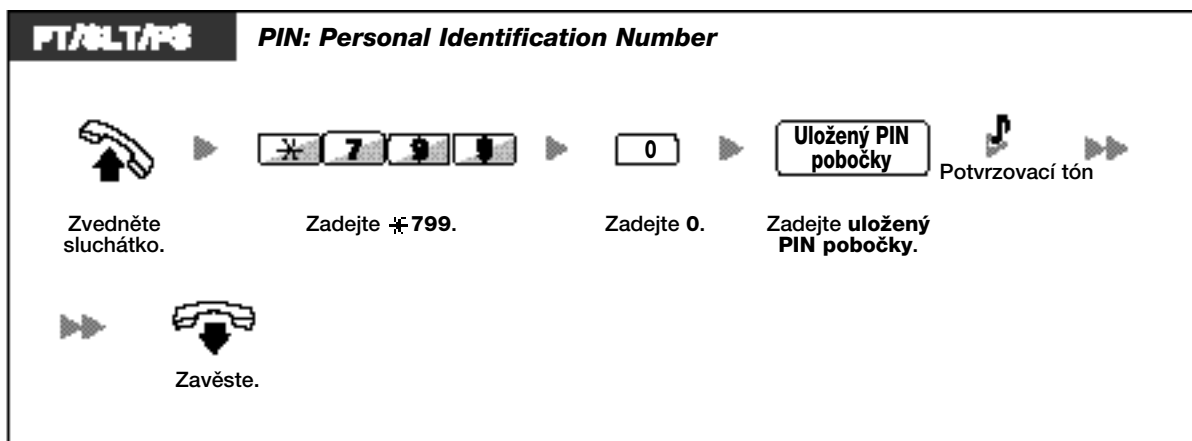 PT/SLT/PS PIN: Personal Identification Number
* 7 9 9 0 Uložený PIN
pobočky
Potvrzovací tón
Zvedněte
sluchátko.
Zadejte *799.
Zadejte 0.
Zadejte uložený
PIN pobočky.
Zavěste.